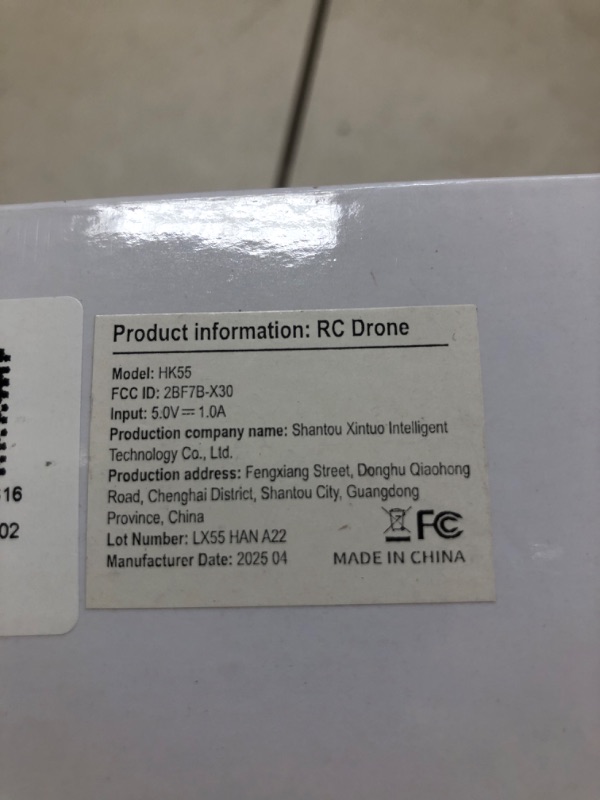 Product information: RC Drone
Model: HK55
FCC ID: 2BF7B-X30
Input: 5.0V⎓1.0A
Production company name: Shantou Xintuo Intelligent
Technology Co., Ltd.
Production address: Fengxiang Street, Donghu Qiaohong
Road, Chenghai District, Shantou City, Guangdong
Province, China
Lot Number: LX55 HAN A22
Manufacturer Date: 2025 04
FC
MADE IN CHINA
16
02